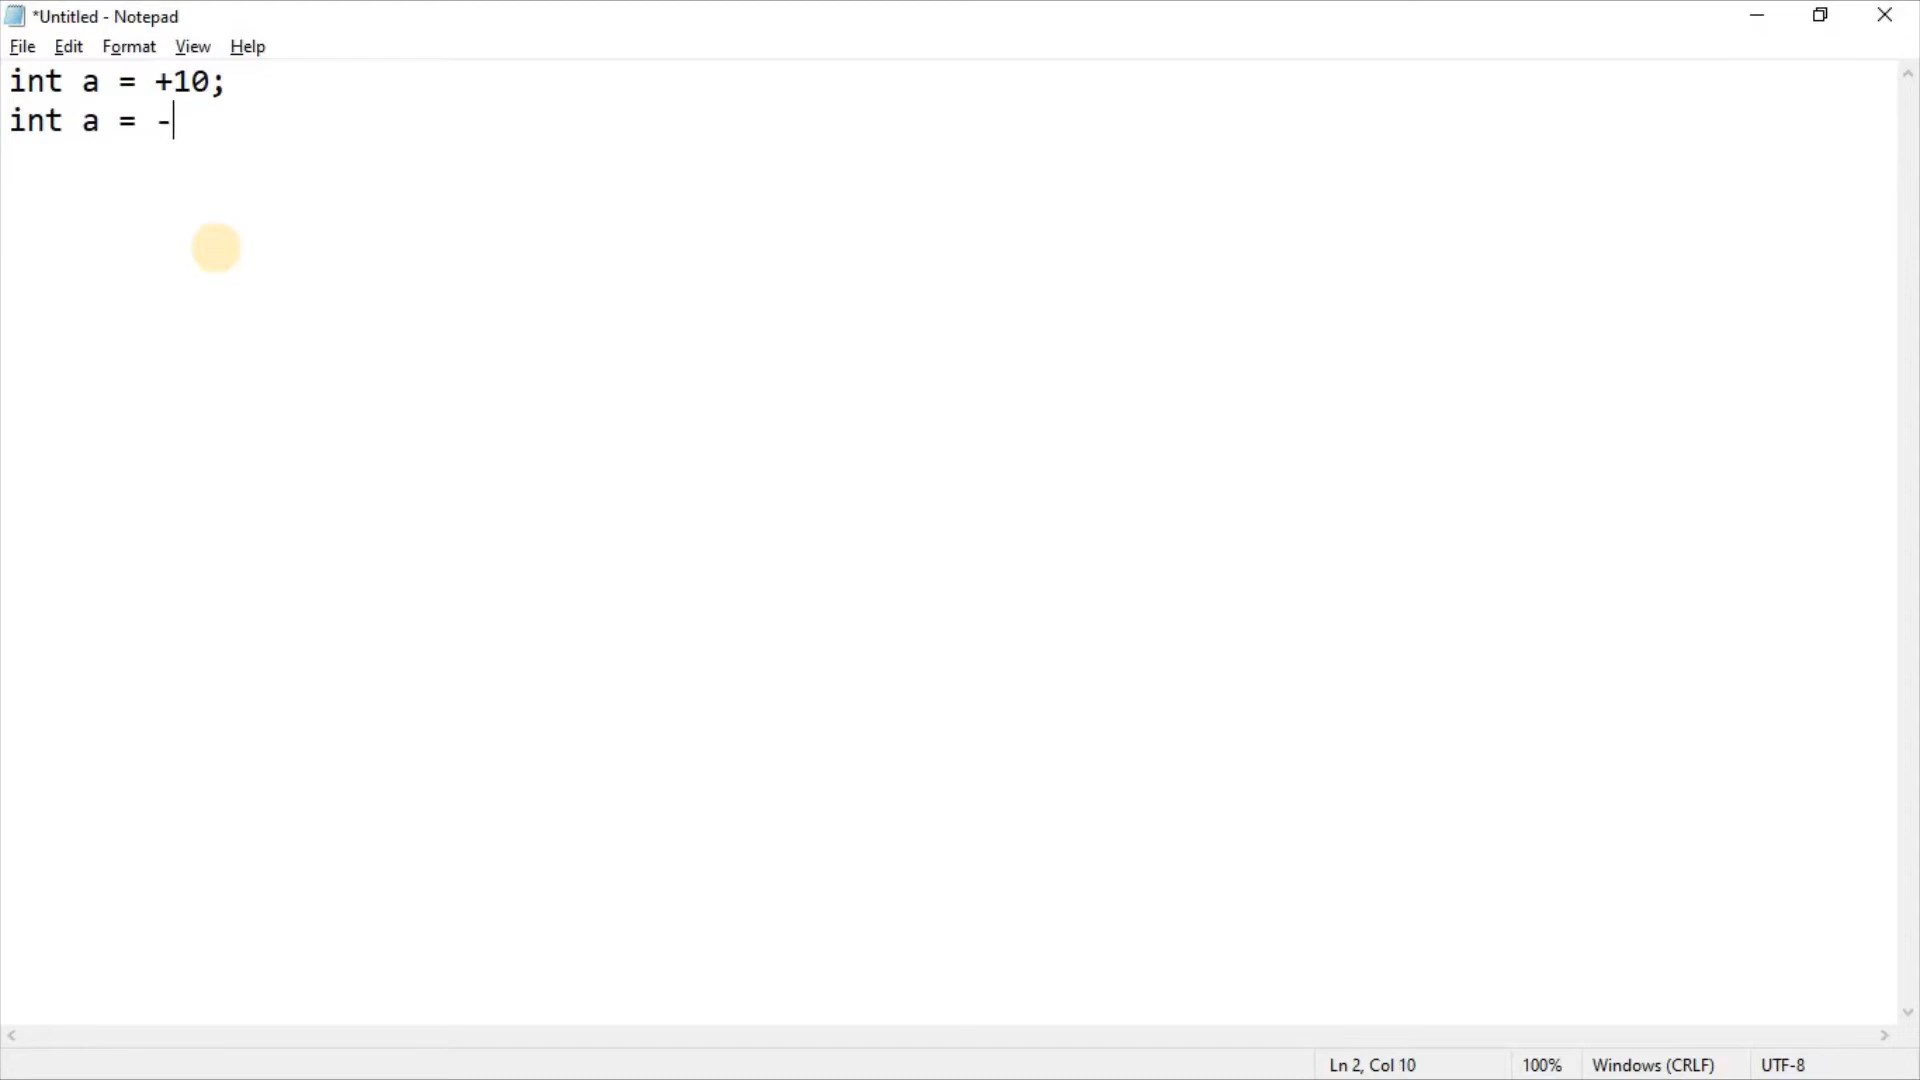 *Untitled - Notepad
File Edit Format View Help
int a = +10;
int a = -
Ln 2, Col 10 100% Windows (CRLF) UTF-8